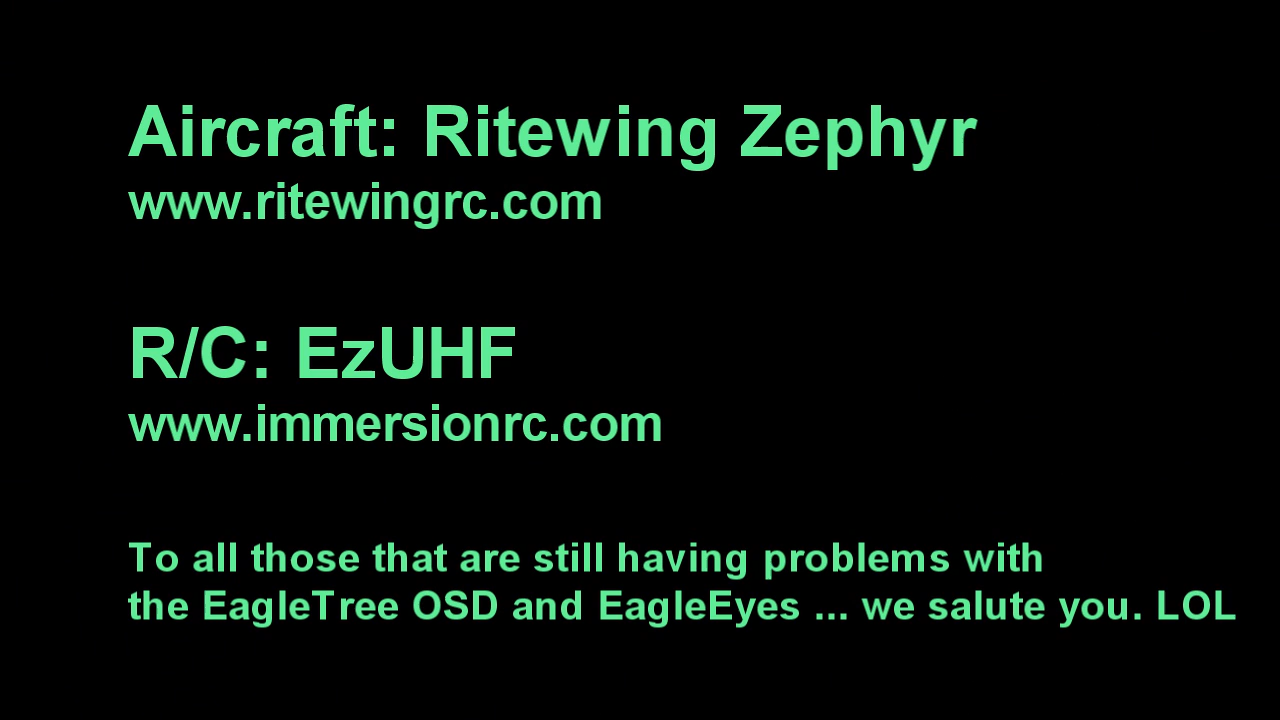 Aircraft: Ritewing Zephyr
www.ritewingrc.com
R/C: EzUHF
www.immersionrc.com
To all those that are still having problems with
the EagleTree OSD and EagleEyes ... we salute you. LOL